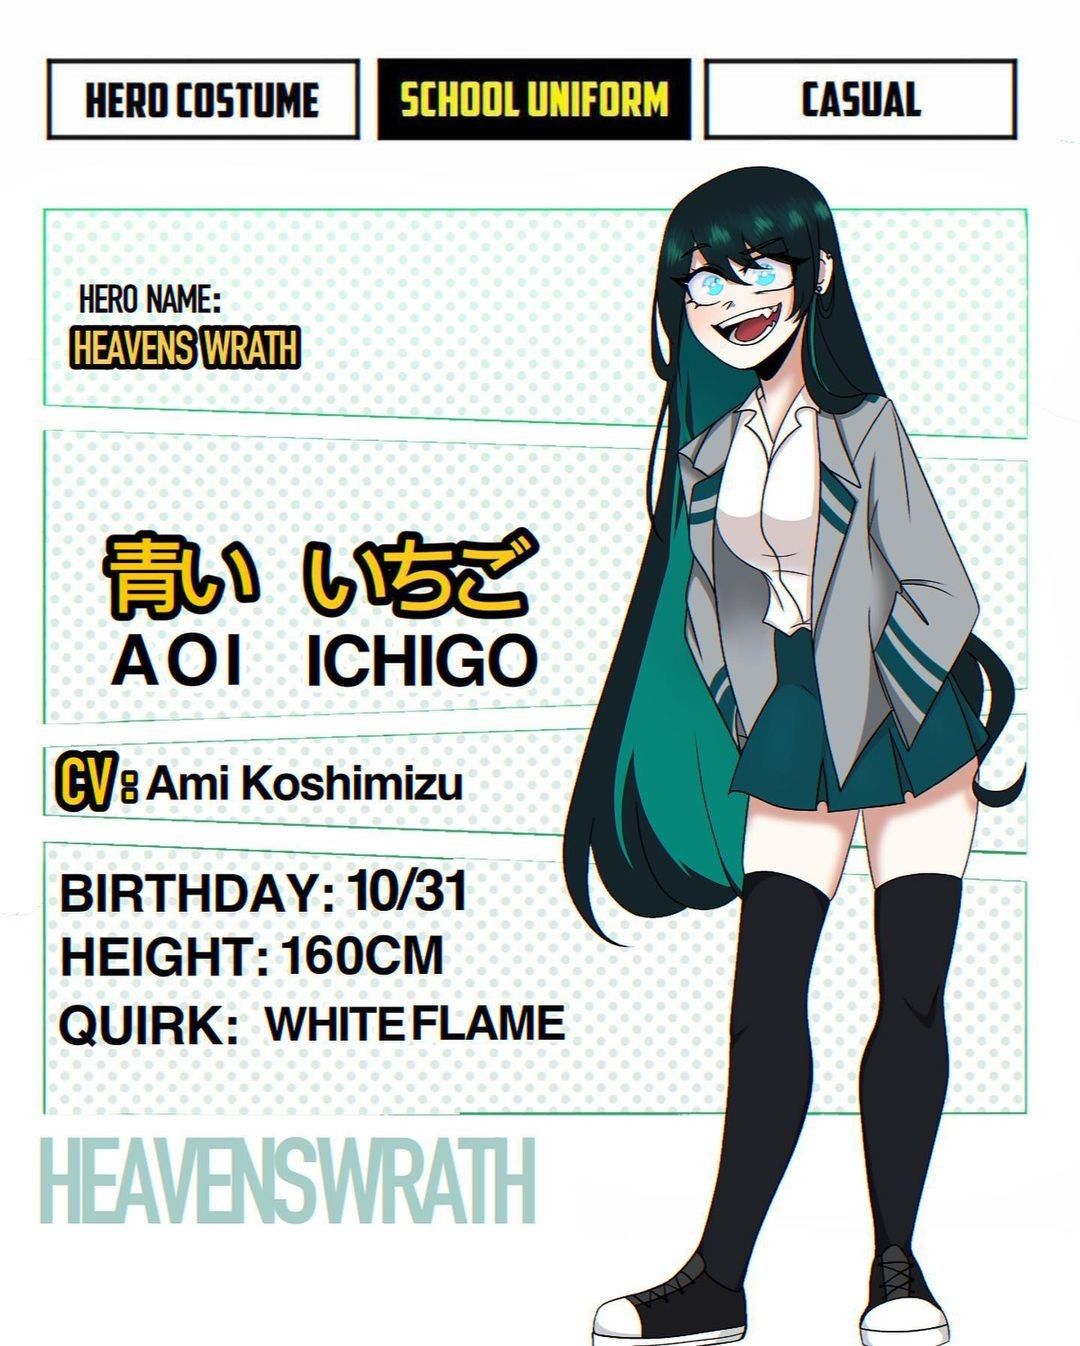 HERO COSTUME
SCHOOL UNIFORM
CASUAL
HERO NAME:
HEAVENS WRATH
青い いちご
AOI ICHIGO
CV: Ami Koshimizu
BIRTHDAY: 10/31
HEIGHT: 160CM
QUIRK: WHITE FLAME
HEAVENSWRATH